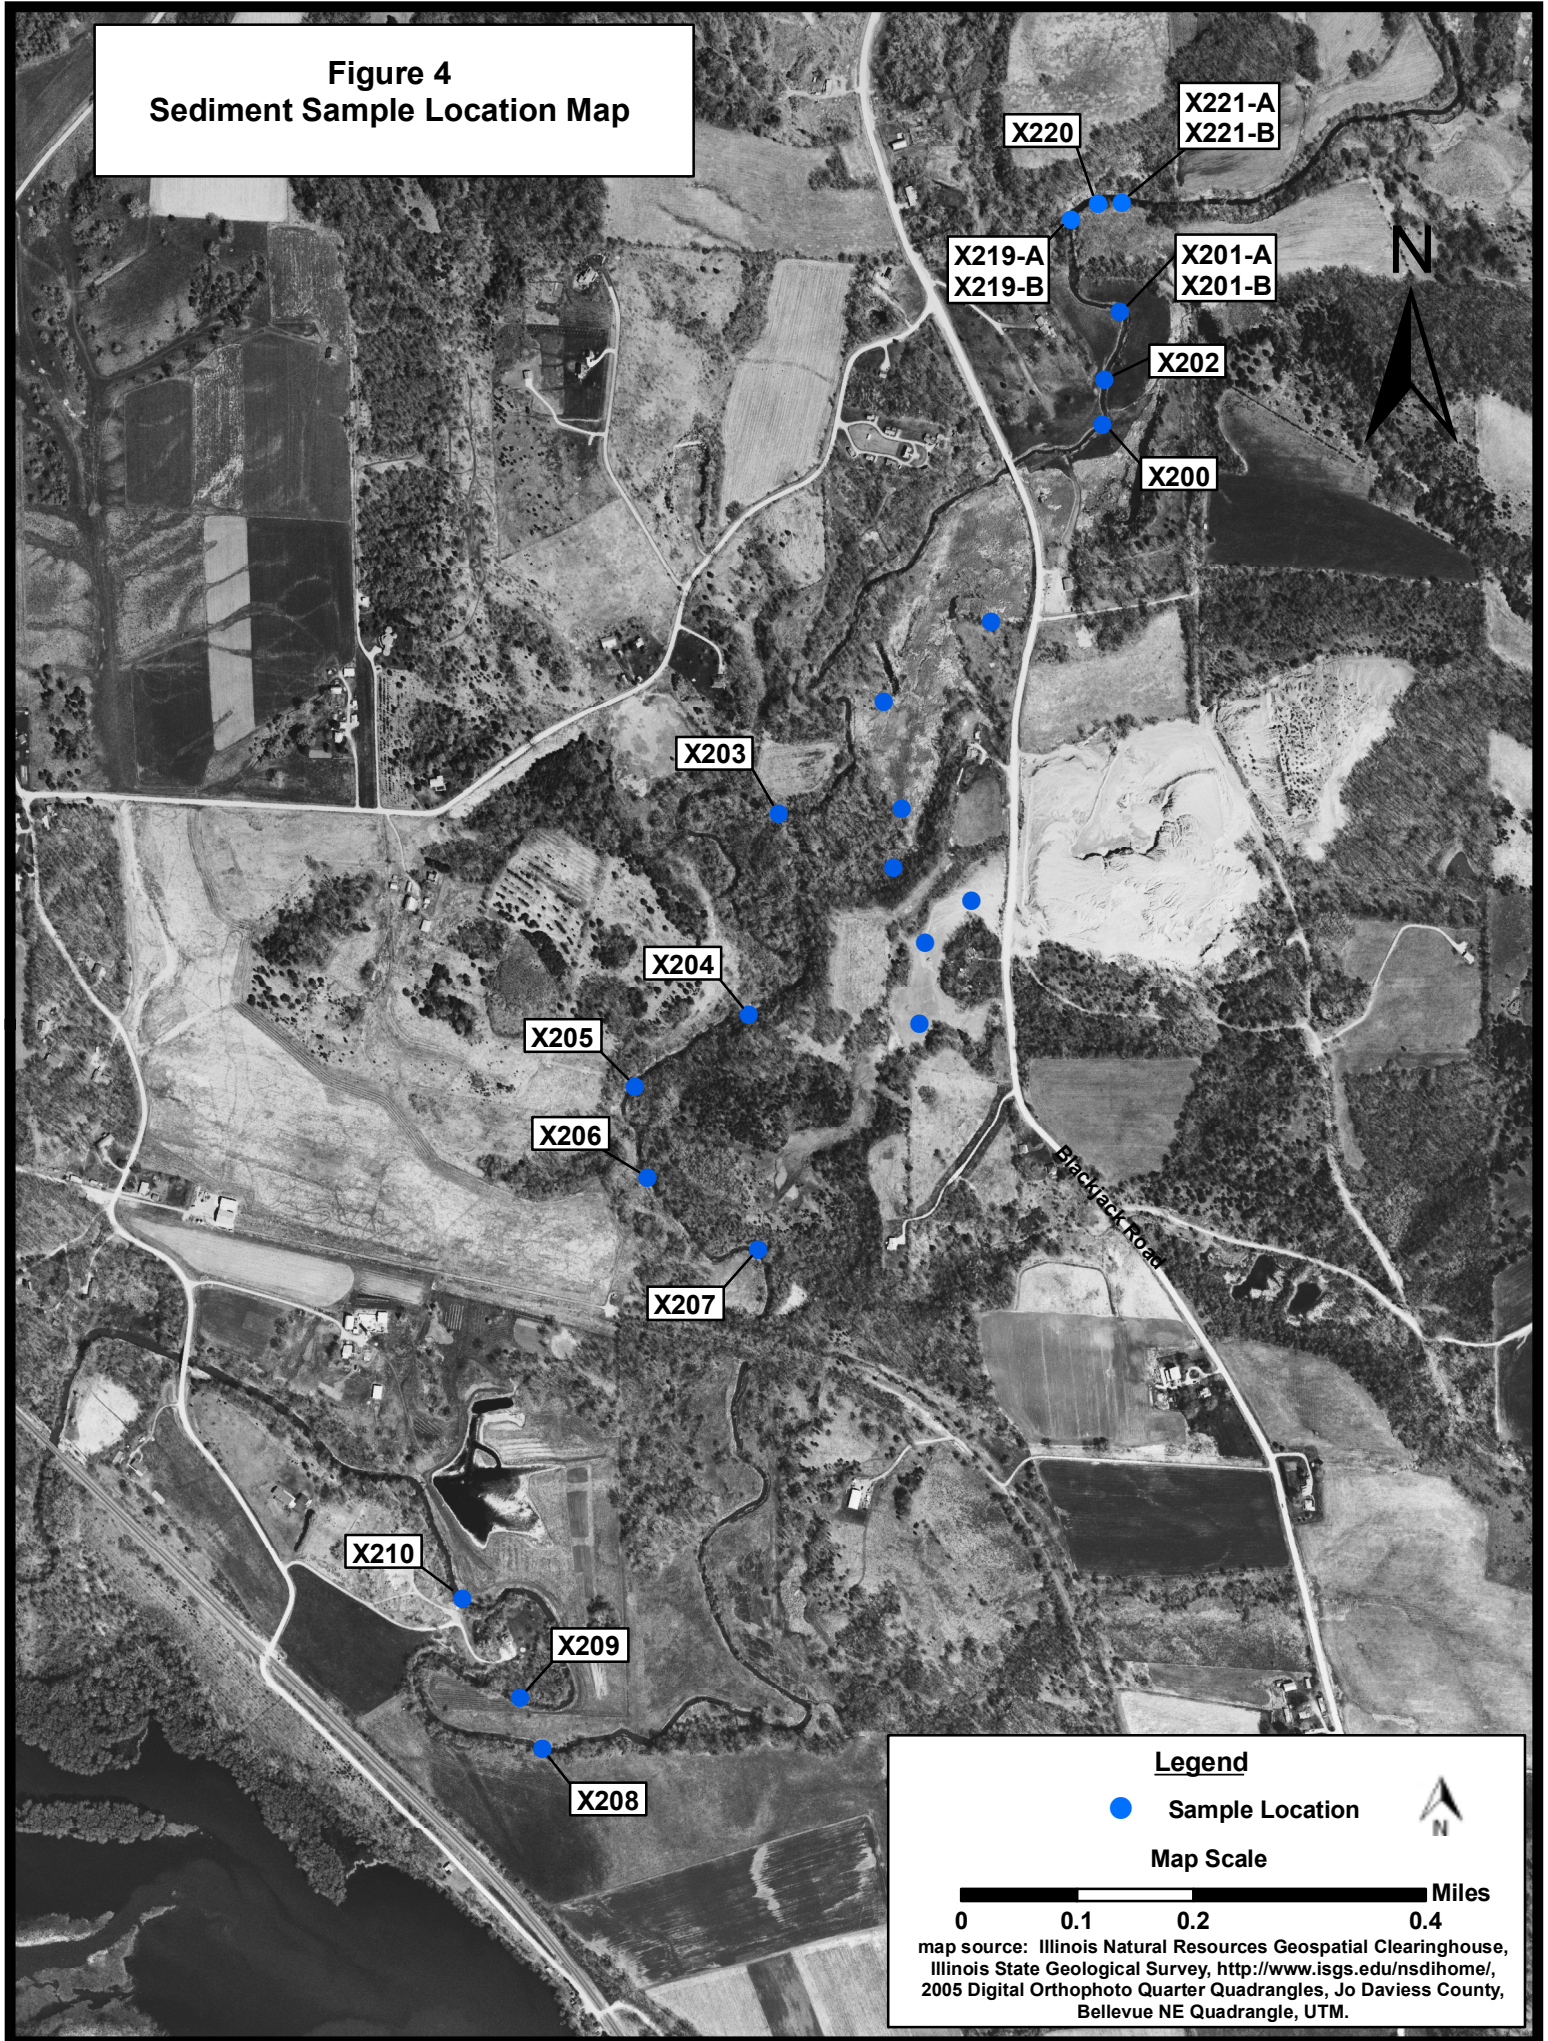 Figure 4
Sediment Sample Location Map
X221-A
X221-B
X220
X219-A
X219-B
X201-A
X201-B
N
X202
X200
X203
X204
X205
X206
Blackjack Road
X207
X210
X209
X208
Legend
Sample Location
N
Map Scale
Miles
0 0.1 0.2 0.4
map source: Illinois Natural Resources Geospatial Clearinghouse,
Illinois State Geological Survey, http://www.isgs.edu/nsdihome/,
2005 Digital Orthophoto Quarter Quadrangles, Jo Daviess County,
Bellevue NE Quadrangle, UTM.